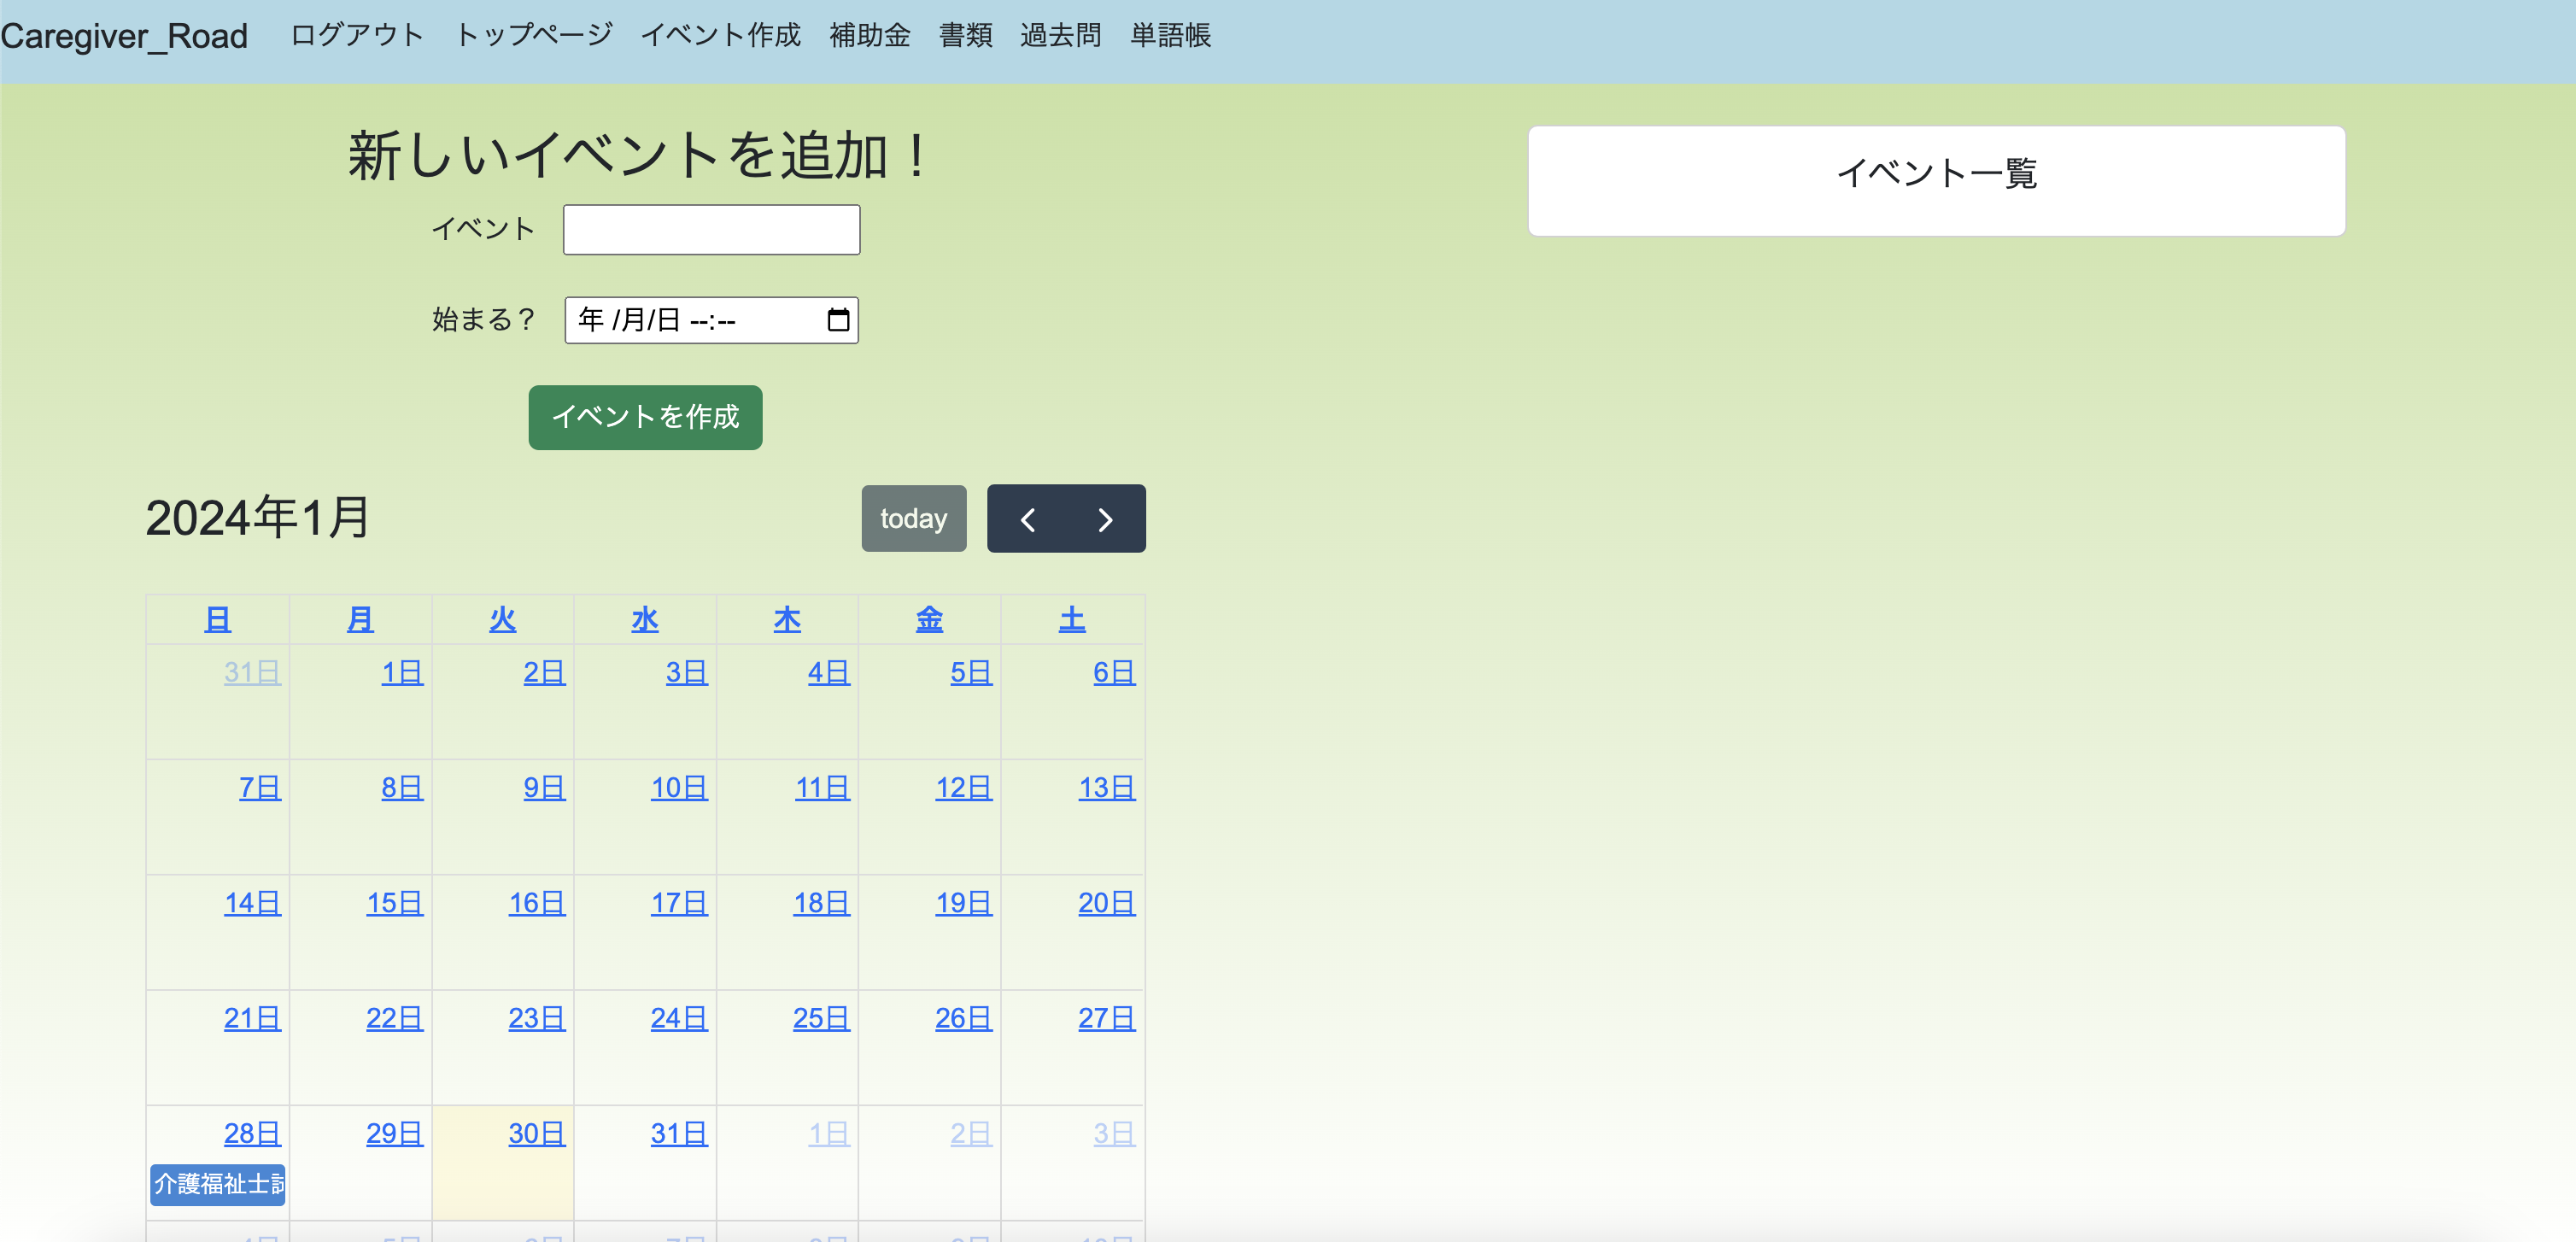 Caregiver_Road ログアウト トップページ イベント作成 補助金 書類 過去問 単語帳
新しいイベントを追加！
イベント
始まる？ 年 /月/日 --:--
イベントを作成
イベント一覧
2024年1月 today
日 月 火 水 木 金 土
31日 1日 2日 3日 4日 5日 6日
7日 8日 9日 10日 11日 12日 13日
14日 15日 16日 17日 18日 19日 20日
21日 22日 23日 24日 25日 26日 27日
28日 29日 30日 31日 1日 2日 3日
介護福祉士